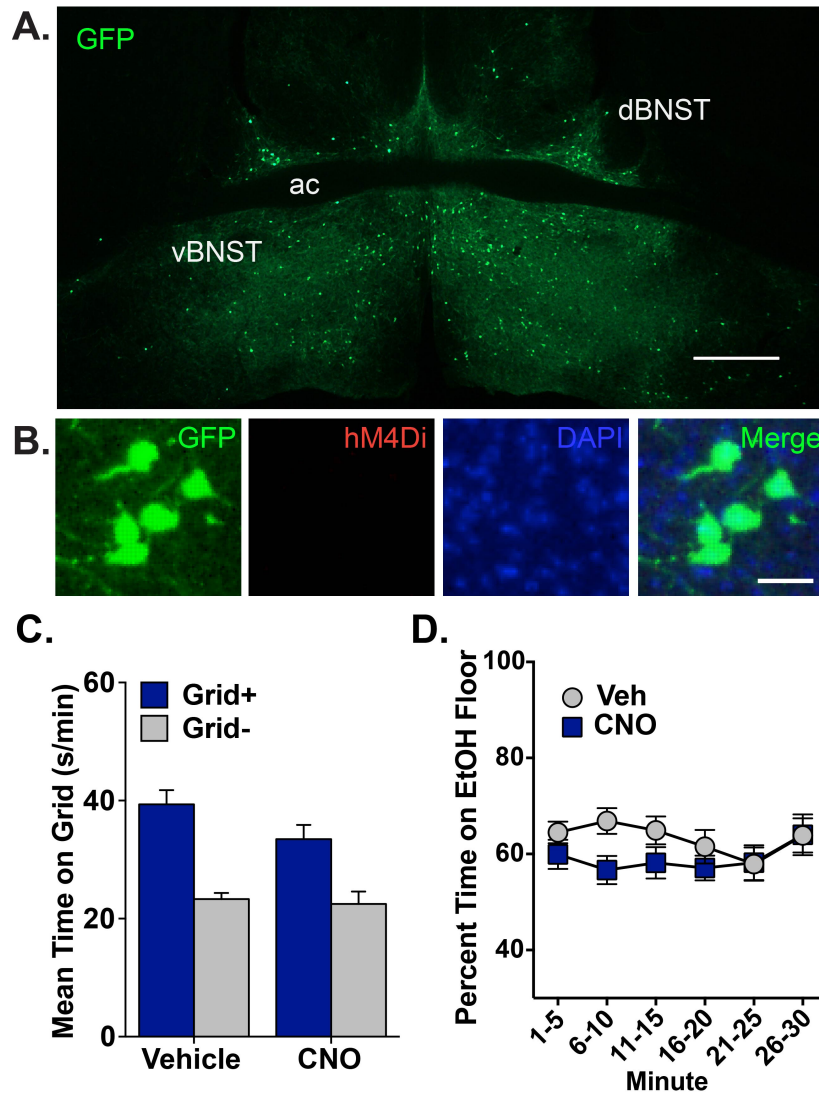 A.
GFP
dBNST
ac
vBNST
B.
GFP
hM4Di
DAPI
Merge
C.
Mean Time on Grid (s/min)
60
40
20
0
Grid+
Grid-
Vehicle
CNO
D.
Percent Time on EtOH Floor
100
80
60
40
Veh
CNO
1-5
6-10
11-15
16-20
21-25
26-30
Minute